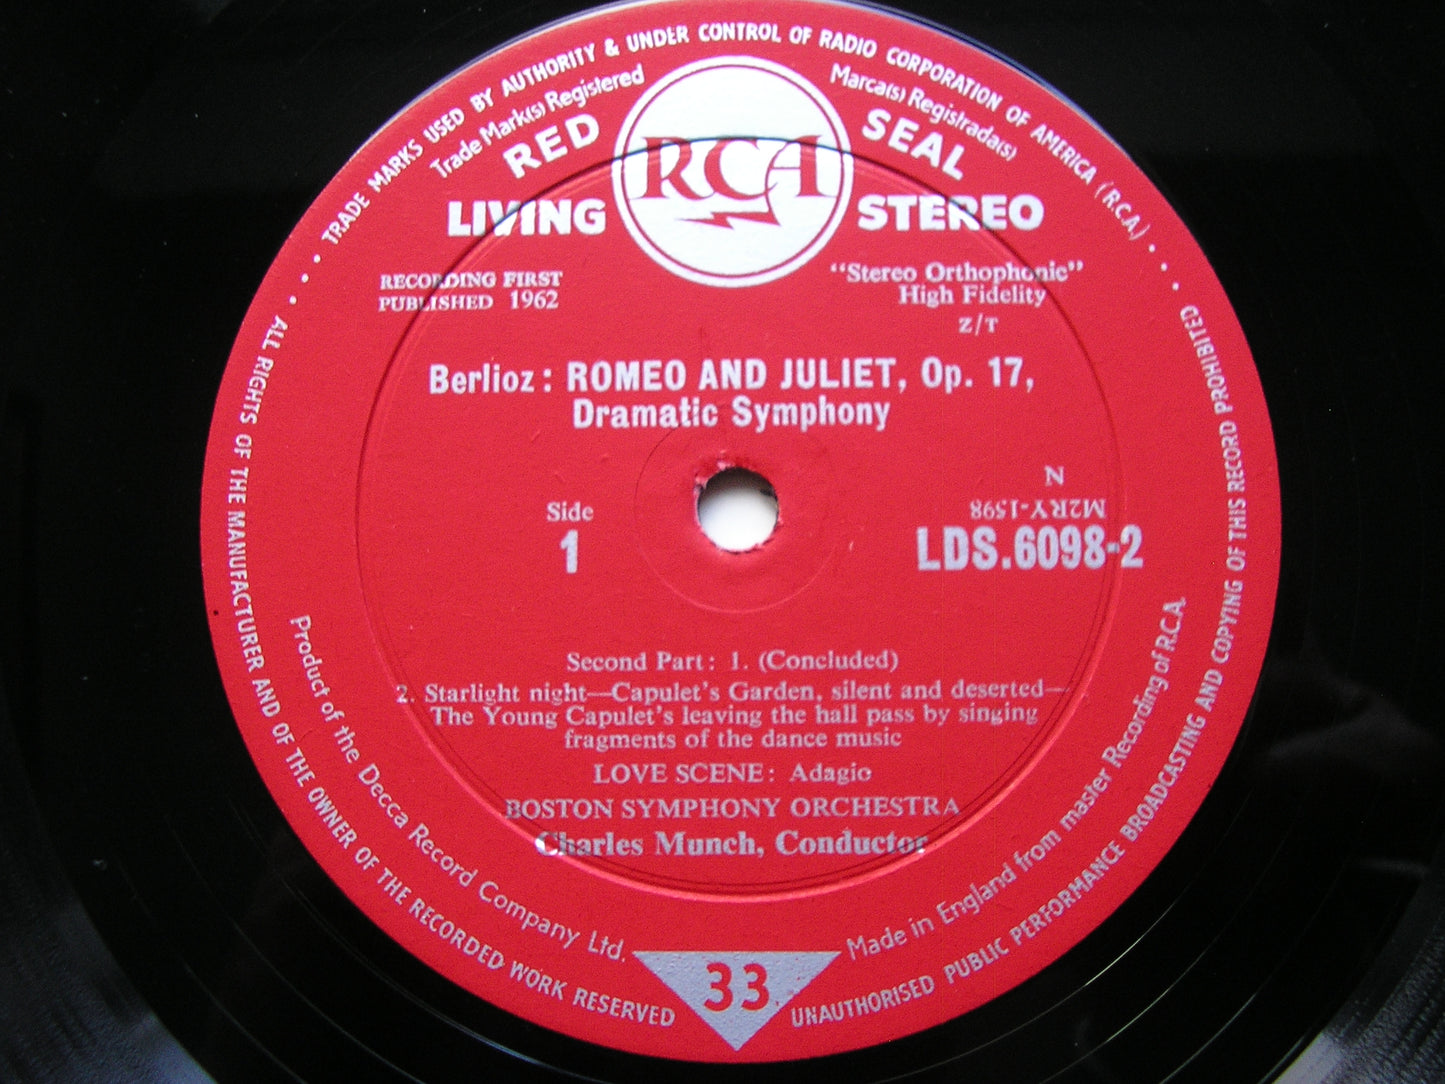 TRADE MARKS USED BY AUTHORITY & UNDER CONTROL OF RADIO CORPORATION OF AMERICA (R.C.A.)
Trade Mark(s) Registered
Marca(s) Registrada(s)
RED
RCA
SEAL
LIVING
STEREO
RECORDING FIRST
PUBLISHED 1962
"Stereo Orthophonic"
High Fidelity
Z/T
Berlioz: ROMEO AND JULIET, Op. 17,
Dramatic Symphony
Side
1
N
M2RY-1598
LDS.6098-2
Second Part: 1. (Concluded)
2. Starlight night—Capulet's Garden, silent and deserted—
The Young Capulet's leaving the hall pass by singing
fragments of the dance music
LOVE SCENE: Adagio
BOSTON SYMPHONY ORCHESTRA
Charles Munch, Conductor
Product of the Decca Record Company Ltd.
33
Made in England from master Recording of R.C.A.
ALL RIGHTS OF THE MANUFACTURER AND OF THE OWNER OF THE RECORDED WORK RESERVED
UNAUTHORISED PUBLIC PERFORMANCE BROADCASTING AND COPYING OF THIS RECORD PROHIBITED